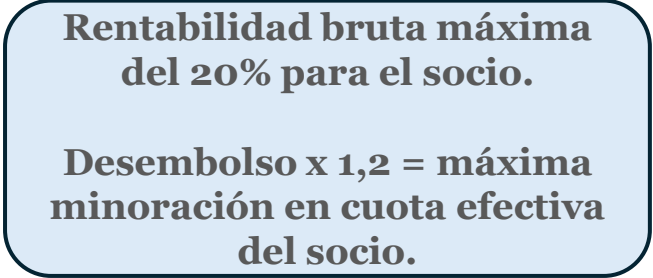 Rentabilidad bruta máxima
del 20% para el socio.
Desembolso x 1,2 = máxima
minoración en cuota efectiva
del socio.